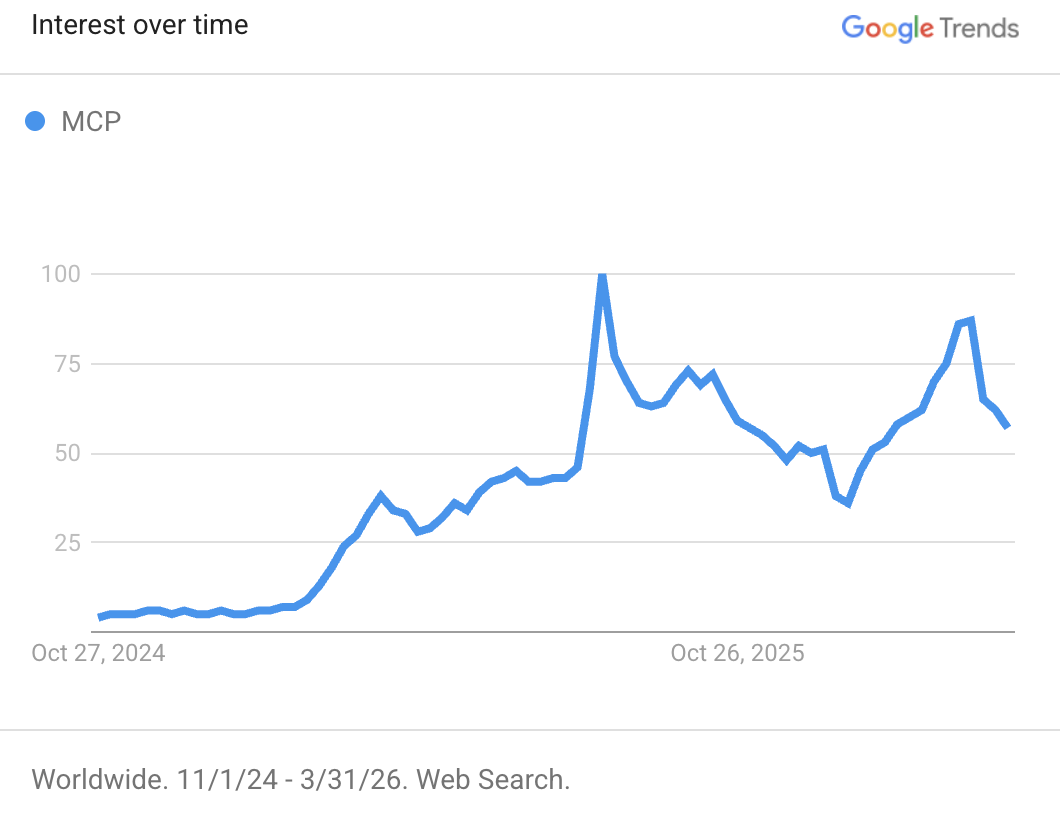 Interest over time
Google Trends
MCP
100
75
50
25
Oct 27, 2024
Oct 26, 2025
Worldwide. 11/1/24 - 3/31/26. Web Search.